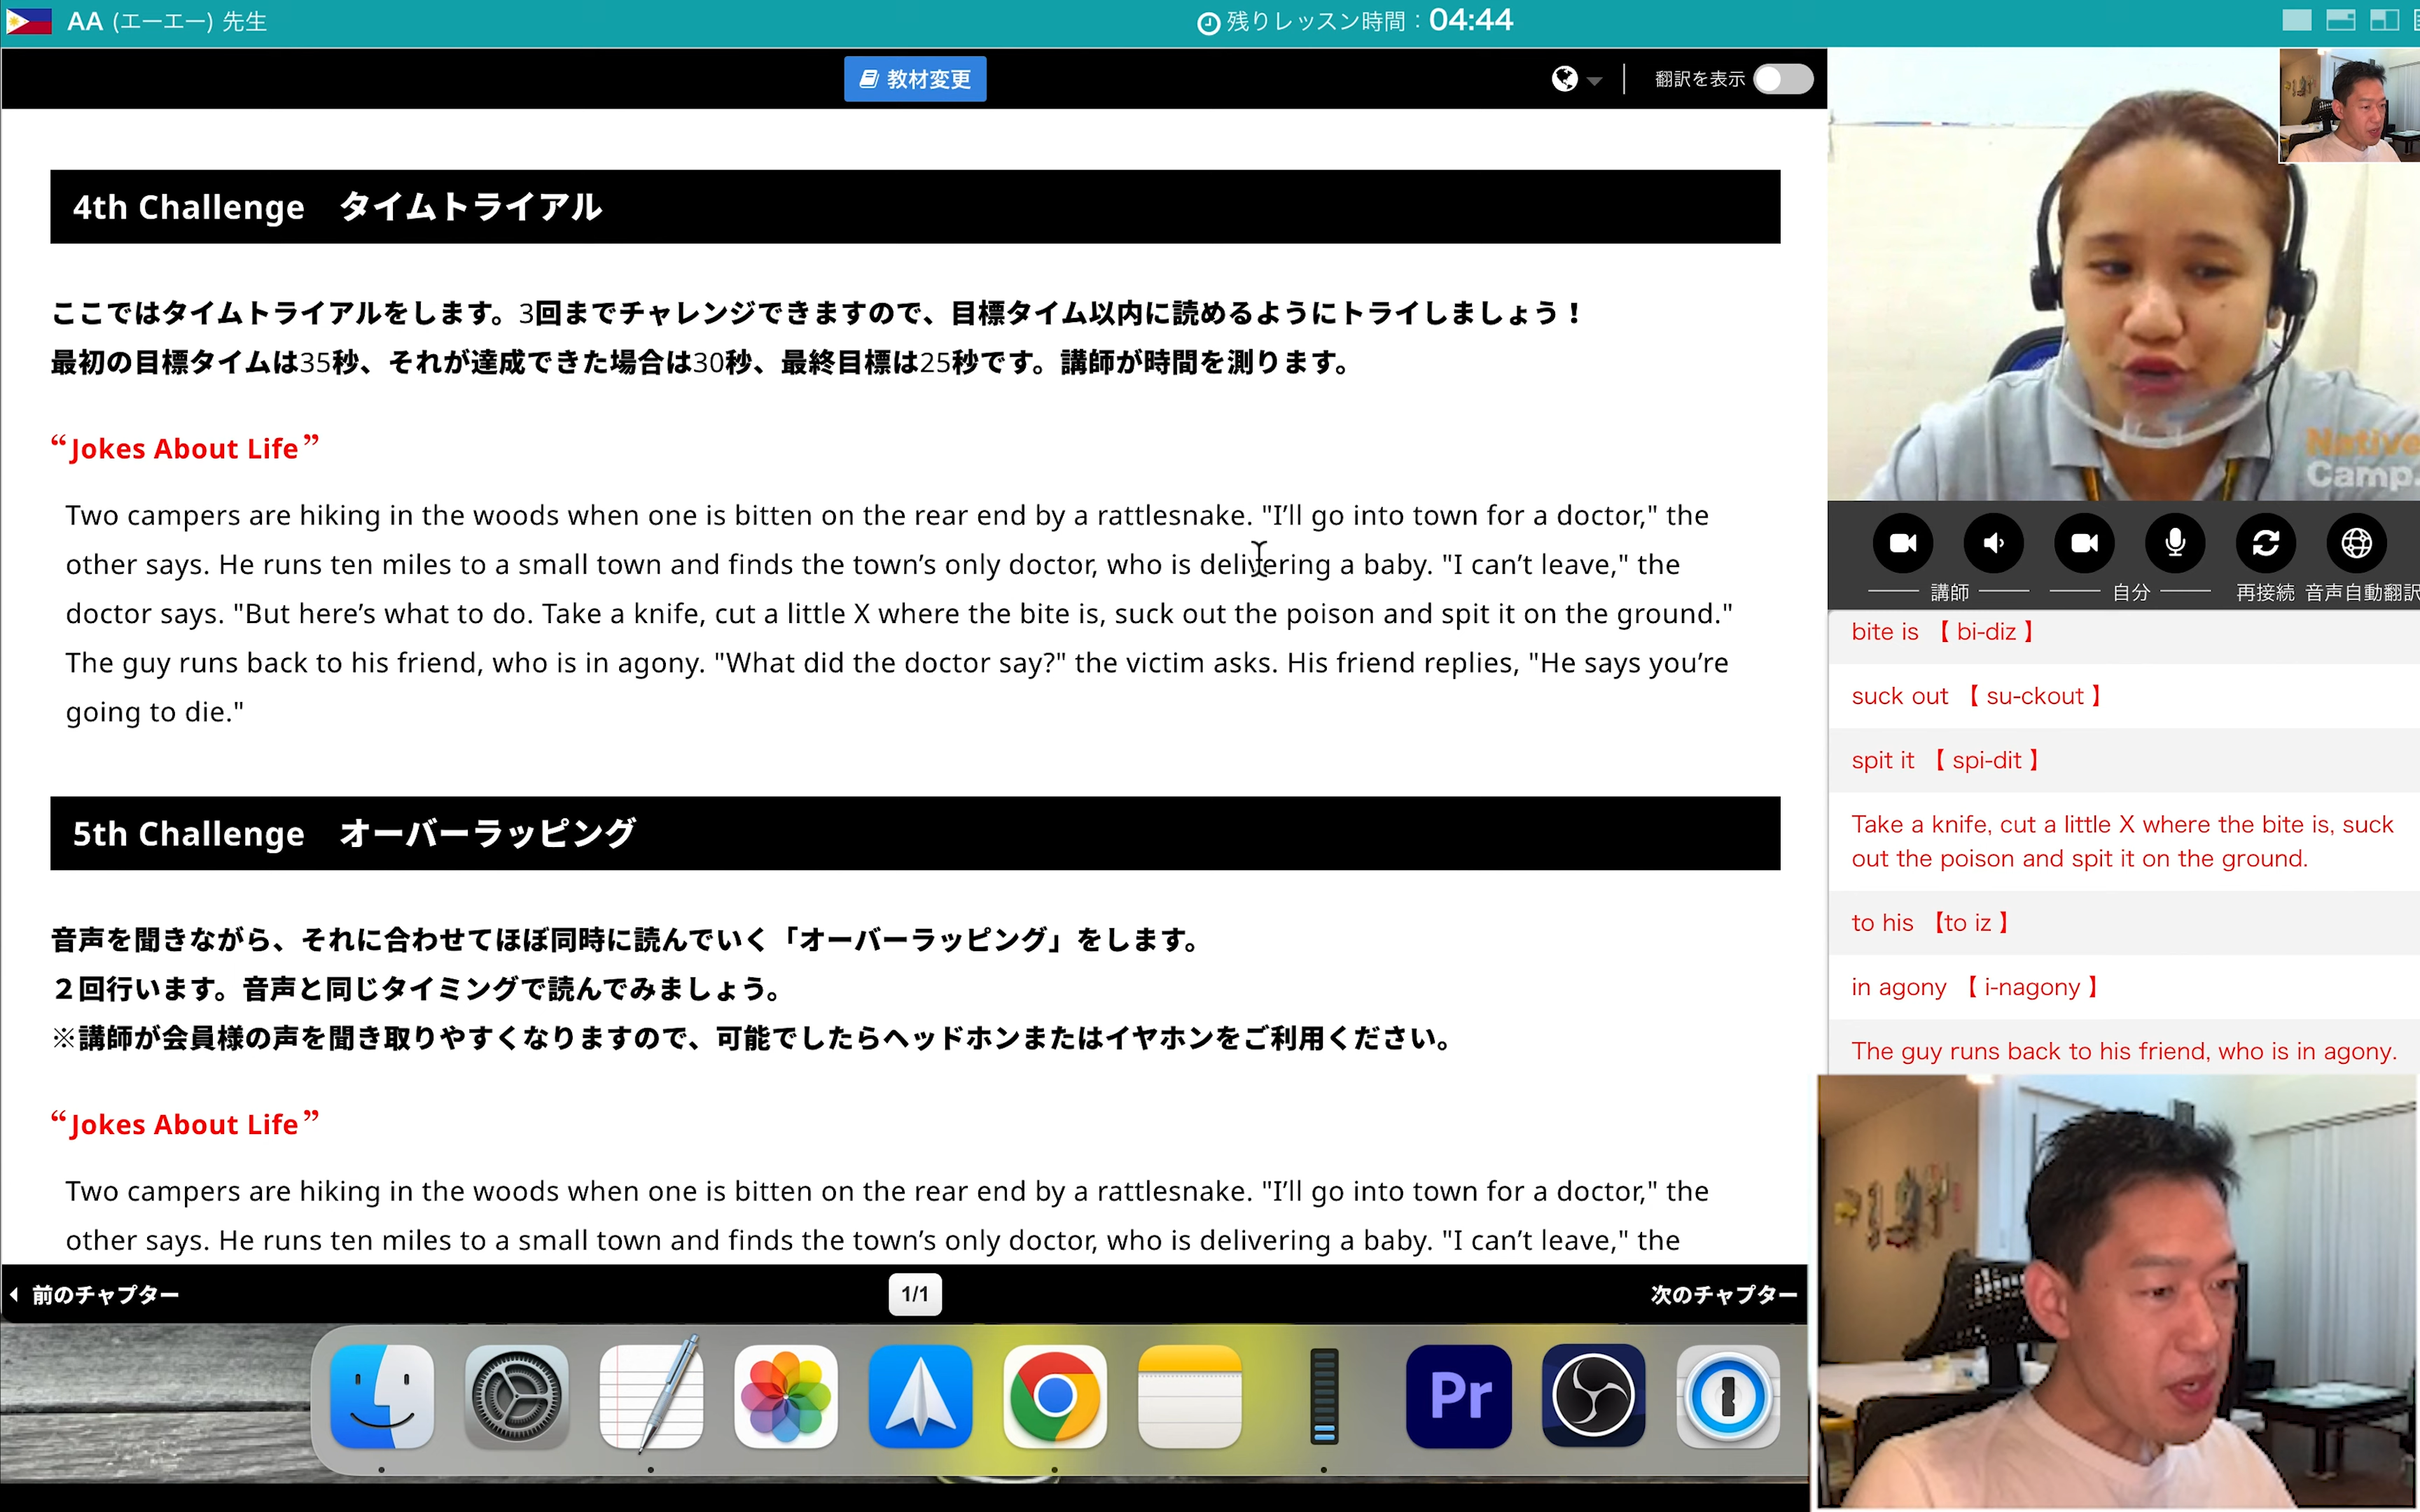 AA (エーエー) 先生
残りレッスン時間：04:44
教材変更
翻訳を表示
4th Challenge　タイムトライアル
ここではタイムトライアルをします。3回までチャレンジできますので、目標タイム以内に読めるようにトライしましょう！
最初の目標タイムは35秒、それが達成できた場合は30秒、最終目標は25秒です。講師が時間を測ります。
“Jokes About Life”
Two campers are hiking in the woods when one is bitten on the rear end by a rattlesnake. "I’ll go into town for a doctor," the
other says. He runs ten miles to a small town and finds the town’s only doctor, who is delivering a baby. "I can’t leave," the
doctor says. "But here’s what to do. Take a knife, cut a little X where the bite is, suck out the poison and spit it on the ground."
The guy runs back to his friend, who is in agony. "What did the doctor say?" the victim asks. His friend replies, "He says you’re
going to die."
5th Challenge　オーバーラッピング
音声を聞きながら、それに合わせてほぼ同時に読んでいく「オーバーラッピング」をします。
２回行います。音声と同じタイミングで読んでみましょう。
※講師が会員様の声を聞き取りやすくなりますので、可能でしたらヘッドホンまたはイヤホンをご利用ください。
“Jokes About Life”
Two campers are hiking in the woods when one is bitten on the rear end by a rattlesnake. "I’ll go into town for a doctor," the
other says. He runs ten miles to a small town and finds the town’s only doctor, who is delivering a baby. "I can’t leave," the
前のチャプター
1/1
次のチャプター
Native
Camp.
講師
自分
再接続
音声自動翻訳
bite is 【 bi-diz 】
suck out 【 su-ckout 】
spit it 【 spi-dit 】
Take a knife, cut a little X where the bite is, suck
out the poison and spit it on the ground.
to his 【to iz 】
in agony 【 i-nagony 】
The guy runs back to his friend, who is in agony.
Pr